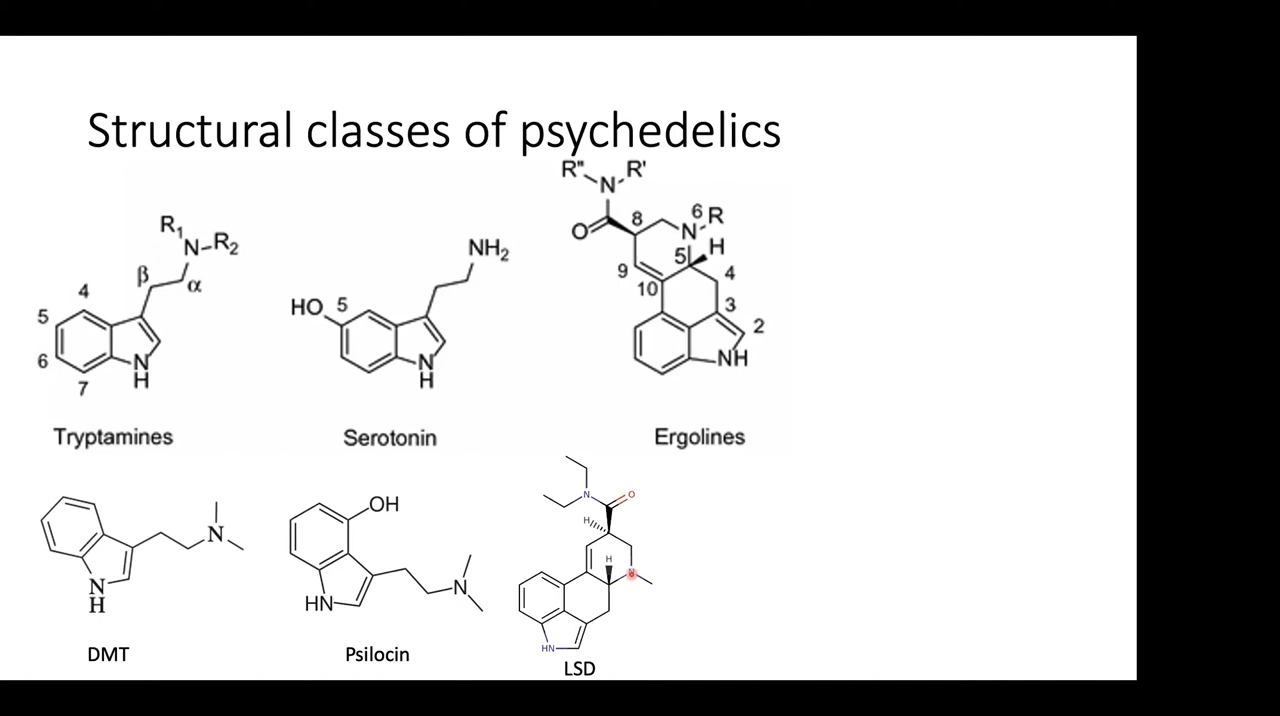 Structural classes of psychedelics
R" N R'
O 8 6 N R
5 H
9 4
10 3
2
NH
R1
N-R2
β
α
4
5
6
7
N
H
Tryptamines
NH2
HO 5
N
H
Serotonin
Ergolines
N
N
H
DMT
OH
N
HN
Psilocin
N O
H
H
N
HN
LSD